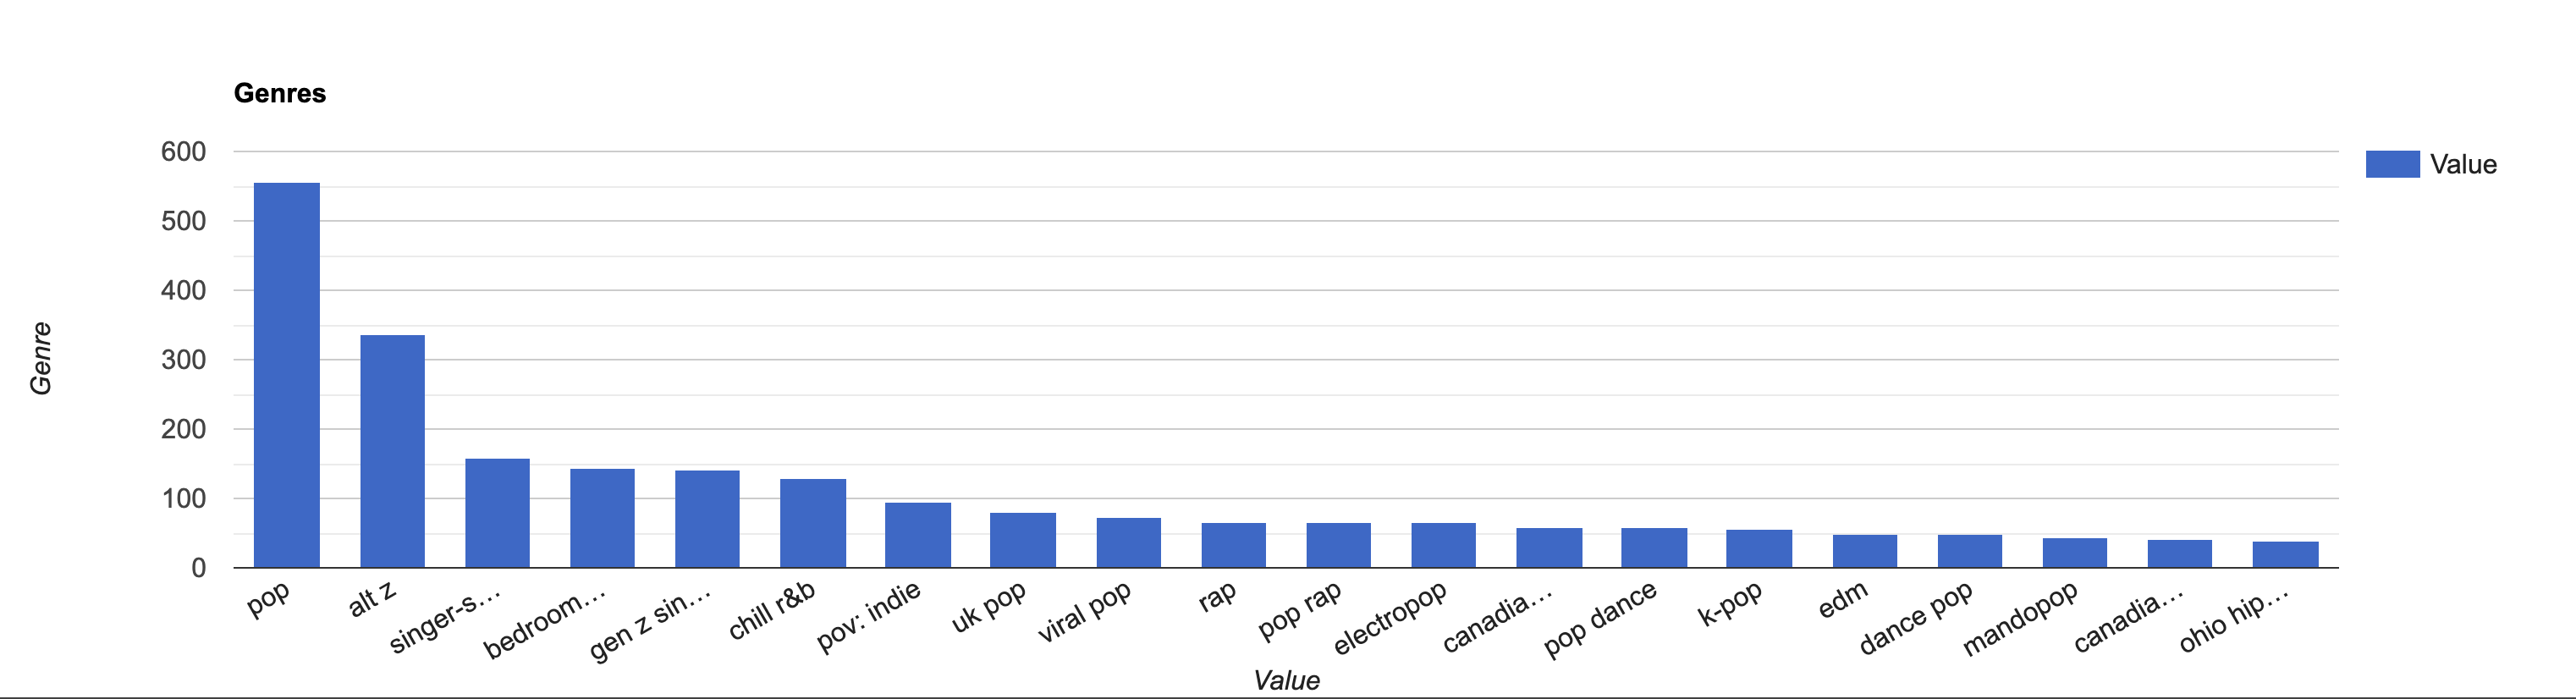 Genres
600
500
400
300
200
100
0
Genre
Value
pop
alt z
singer-s…
bedroom…
gen z sin…
chill r&b
pov: indie
uk pop
viral pop
rap
pop rap
electropop
canadia…
pop dance
k-pop
edm
dance pop
mandopop
canadia…
ohio hip…
Value